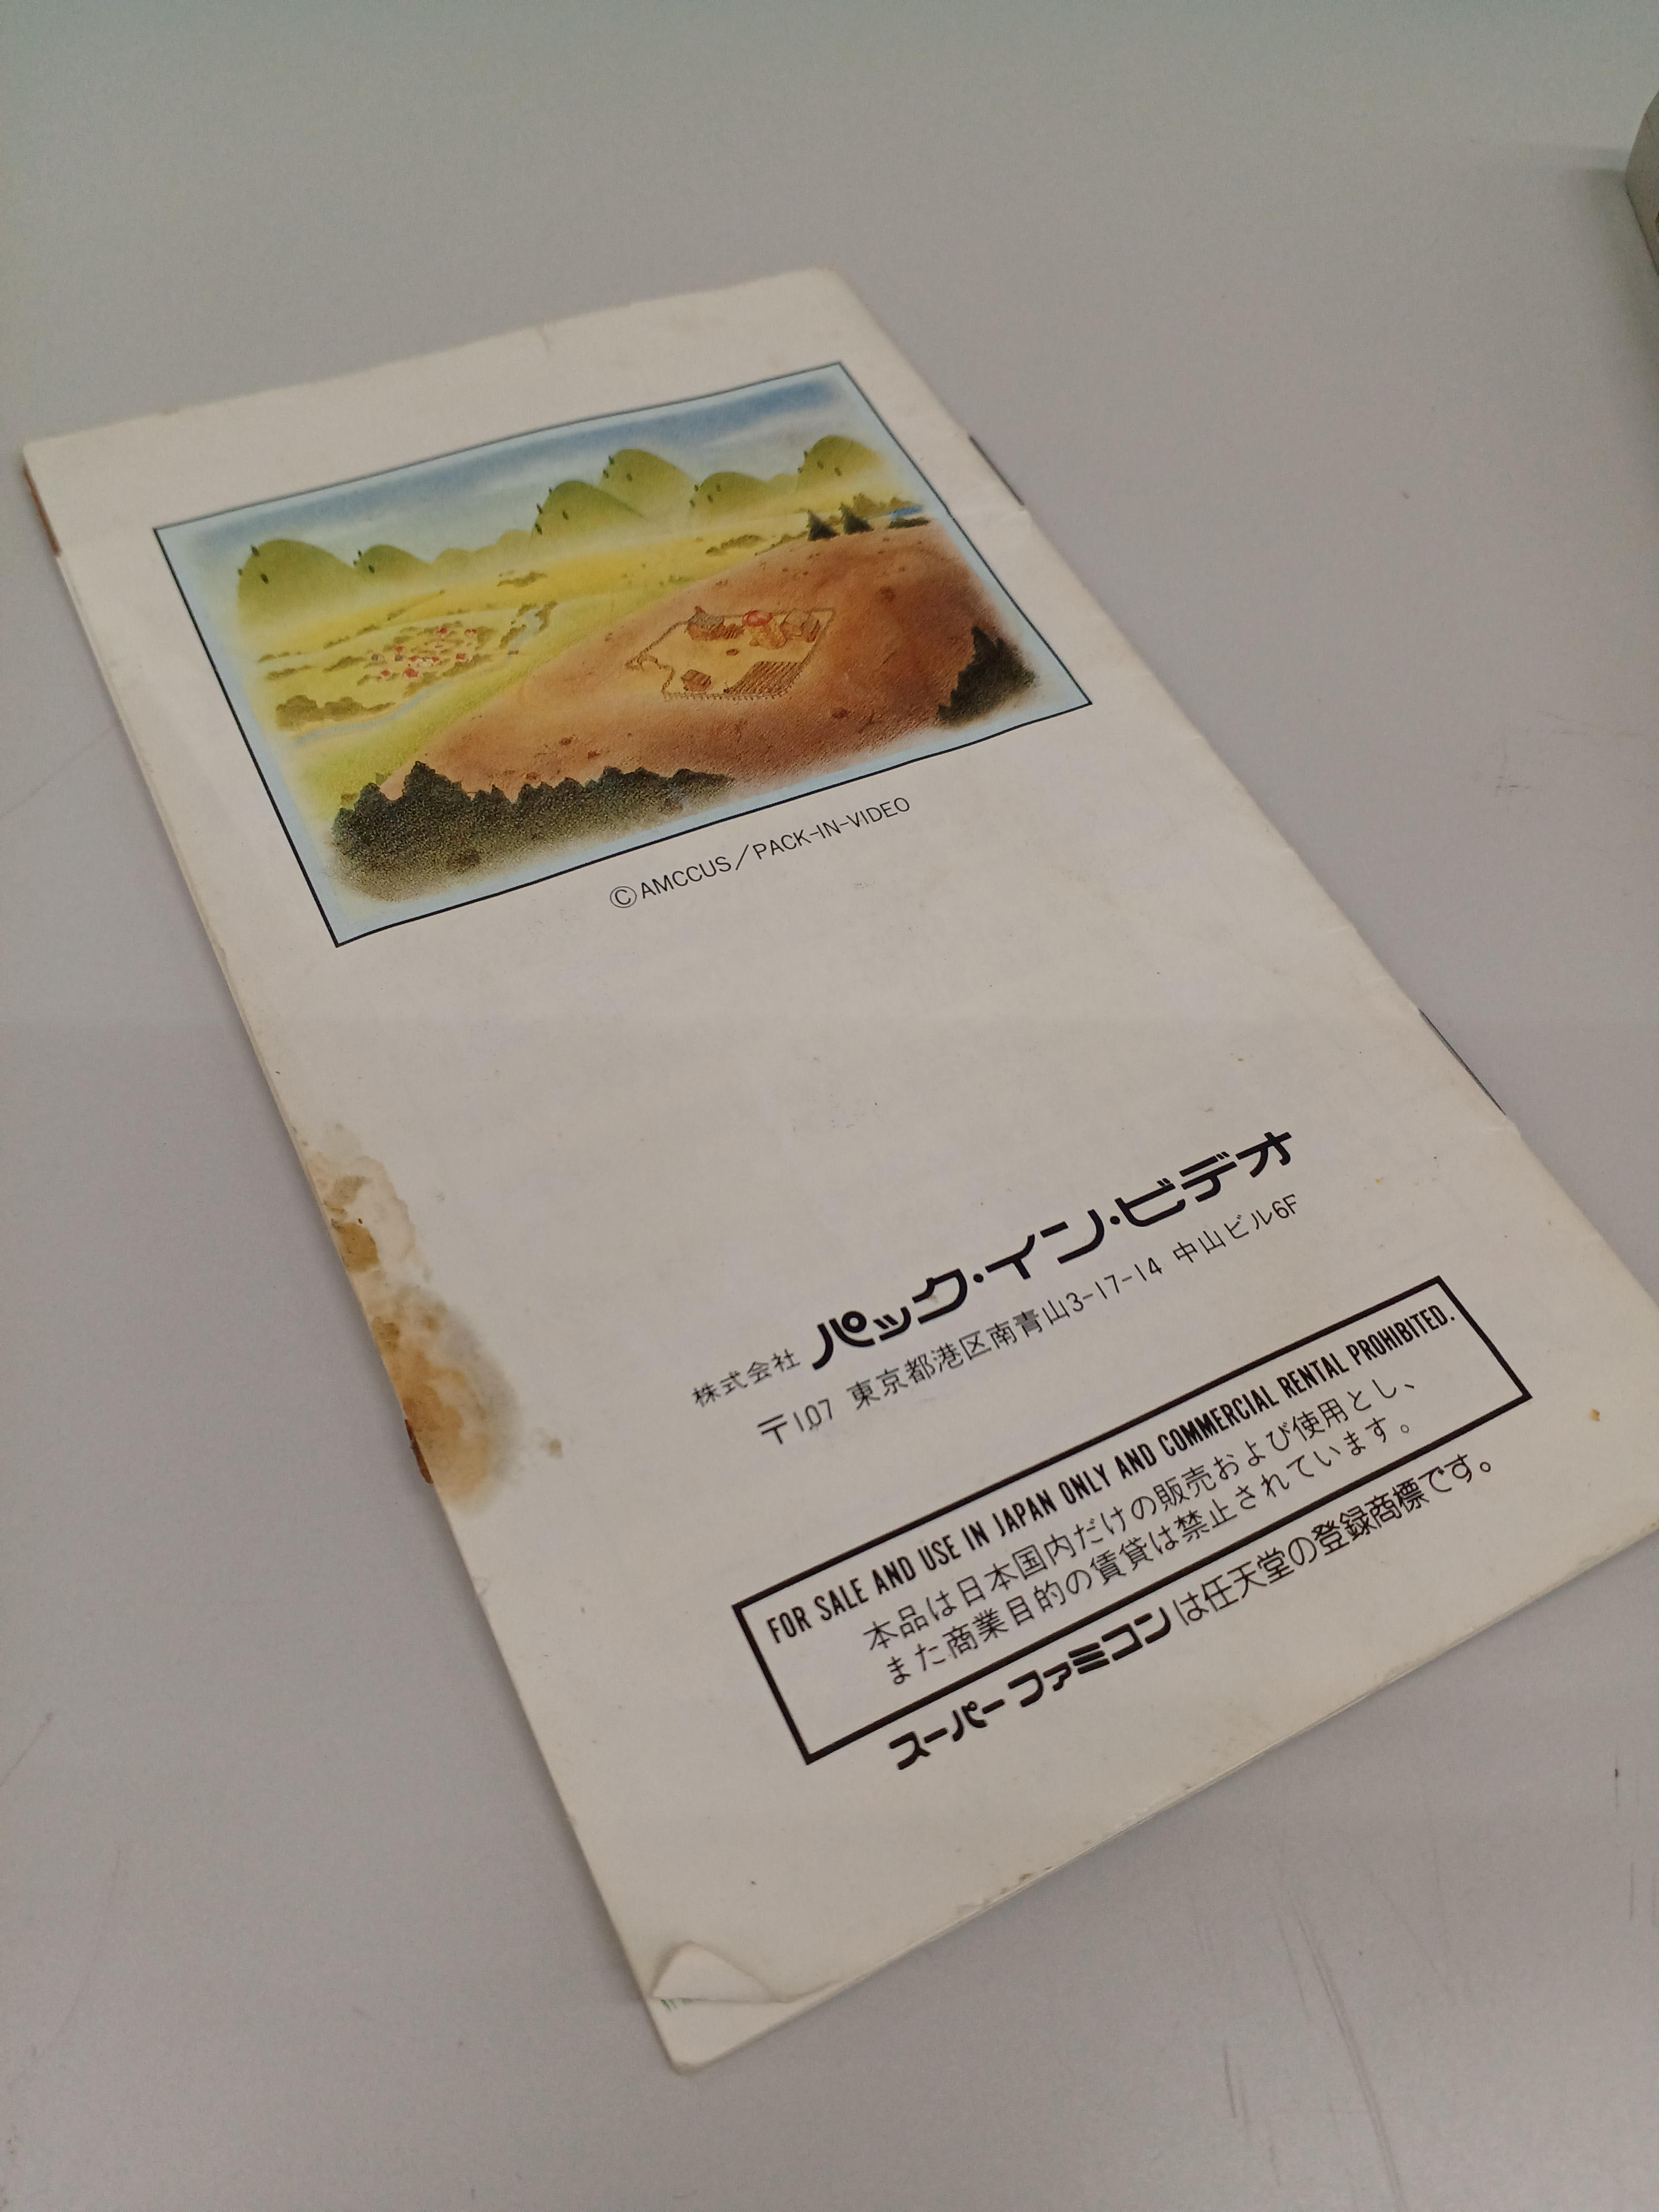 ©AMCCUS／PACK-IN-VIDEO
株式会社 パック・イン・ビデオ
〒107 東京都港区南青山3-17-14 中山ビル6F
FOR SALE AND USE IN JAPAN ONLY AND COMMERCIAL RENTAL PROHIBITED.
本品は日本国内だけの販売および使用とし、
また商業目的の賃貸は禁止されています。
スーパーファミコンは任天堂の登録商標です。